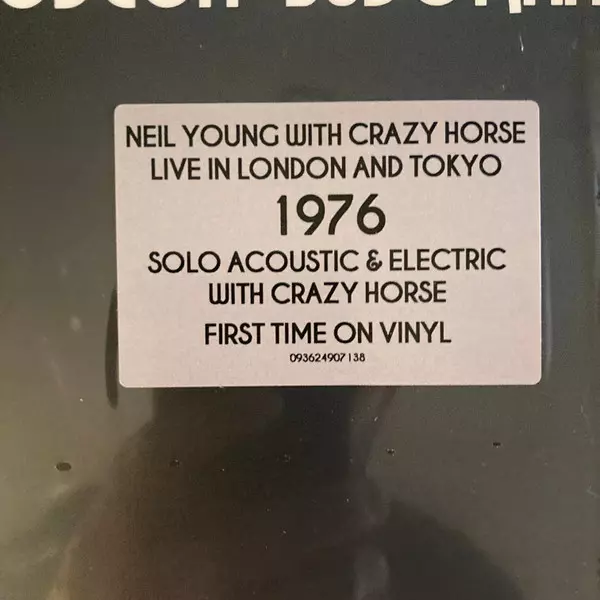 NEIL YOUNG WITH CRAZY HORSE
LIVE IN LONDON AND TOKYO
1976
SOLO ACOUSTIC & ELECTRIC
WITH CRAZY HORSE
FIRST TIME ON VINYL
093624907138